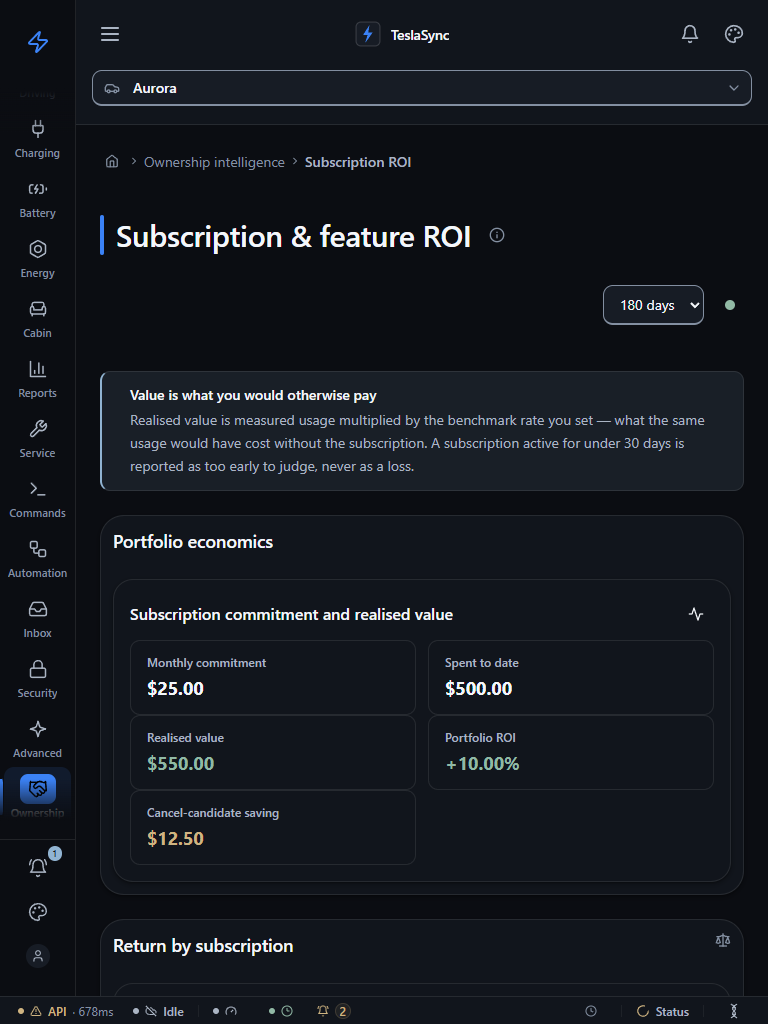 TeslaSync
Aurora
Driving
Charging
Battery
Energy
Cabin
Reports
Service
Commands
Automation
Inbox
Security
Advanced
Ownership
1
Ownership intelligence > Subscription ROI
Subscription & feature ROI
180 days
Value is what you would otherwise pay
Realised value is measured usage multiplied by the benchmark rate you set — what the same
usage would have cost without the subscription. A subscription active for under 30 days is
reported as too early to judge, never as a loss.
Portfolio economics
Subscription commitment and realised value
Monthly commitment
$25.00
Spent to date
$500.00
Realised value
$550.00
Portfolio ROI
+10.00%
Cancel-candidate saving
$12.50
Return by subscription
API · 678ms
Idle
2
Status